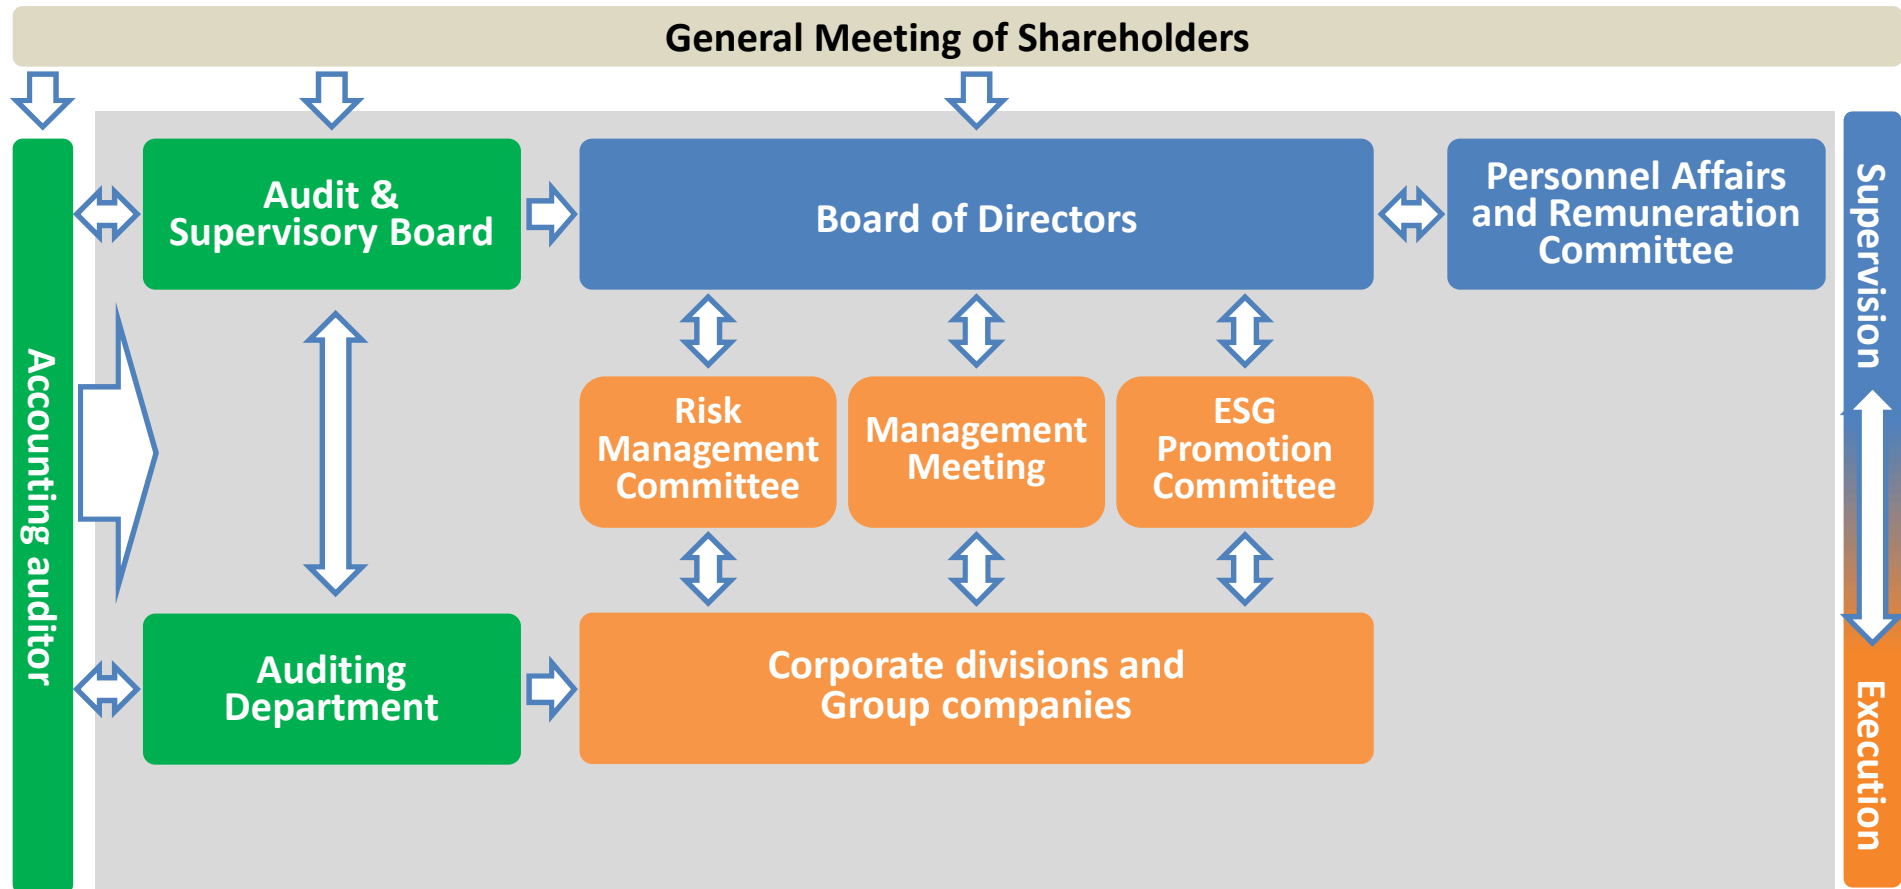 General Meeting of Shareholders
Audit &
Supervisory Board
Board of Directors
Personnel Affairs
and Remuneration
Committee
Supervision
Accounting auditor
Risk
Management
Committee
Management
Meeting
ESG
Promotion
Committee
Auditing
Department
Corporate divisions and
Group companies
Execution